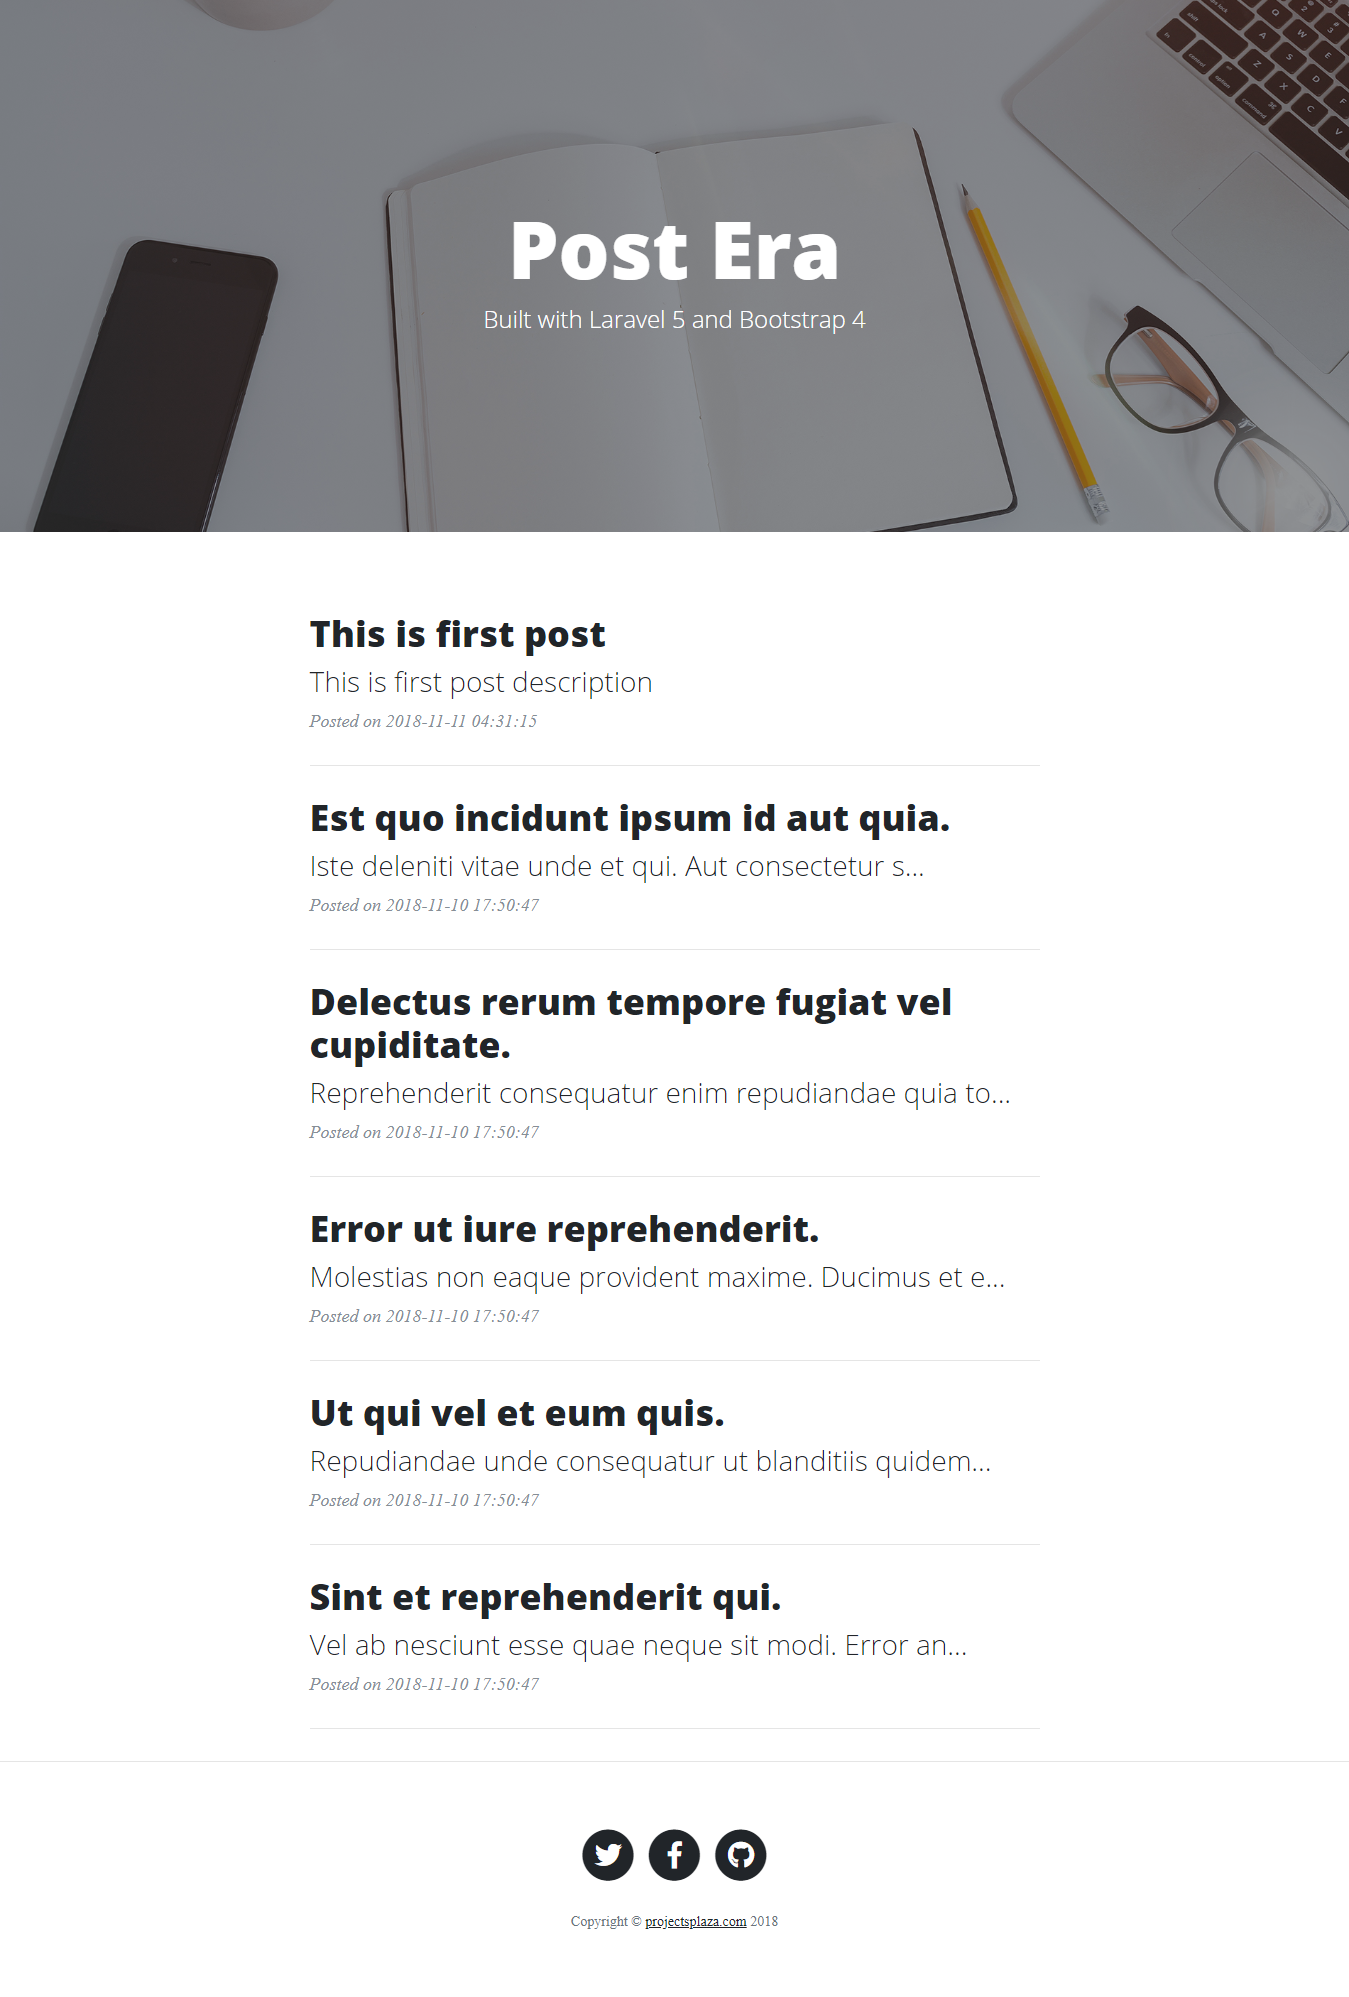 Post Era
Built with Laravel 5 and Bootstrap 4
This is first post
This is first post description
Posted on 2018-11-11 04:31:15
Est quo incidunt ipsum id aut quia.
Iste deleniti vitae unde et qui. Aut consectetur s...
Posted on 2018-11-10 17:50:47
Delectus rerum tempore fugiat vel
cupiditate.
Reprehenderit consequatur enim repudiandae quia to...
Posted on 2018-11-10 17:50:47
Error ut iure reprehenderit.
Molestias non eaque provident maxime. Ducimus et e...
Posted on 2018-11-10 17:50:47
Ut qui vel et eum quis.
Repudiandae unde consequatur ut blanditiis quidem...
Posted on 2018-11-10 17:50:47
Sint et reprehenderit qui.
Vel ab nesciunt esse quae neque sit modi. Error an...
Posted on 2018-11-10 17:50:47
Copyright © projectsplaza.com 2018